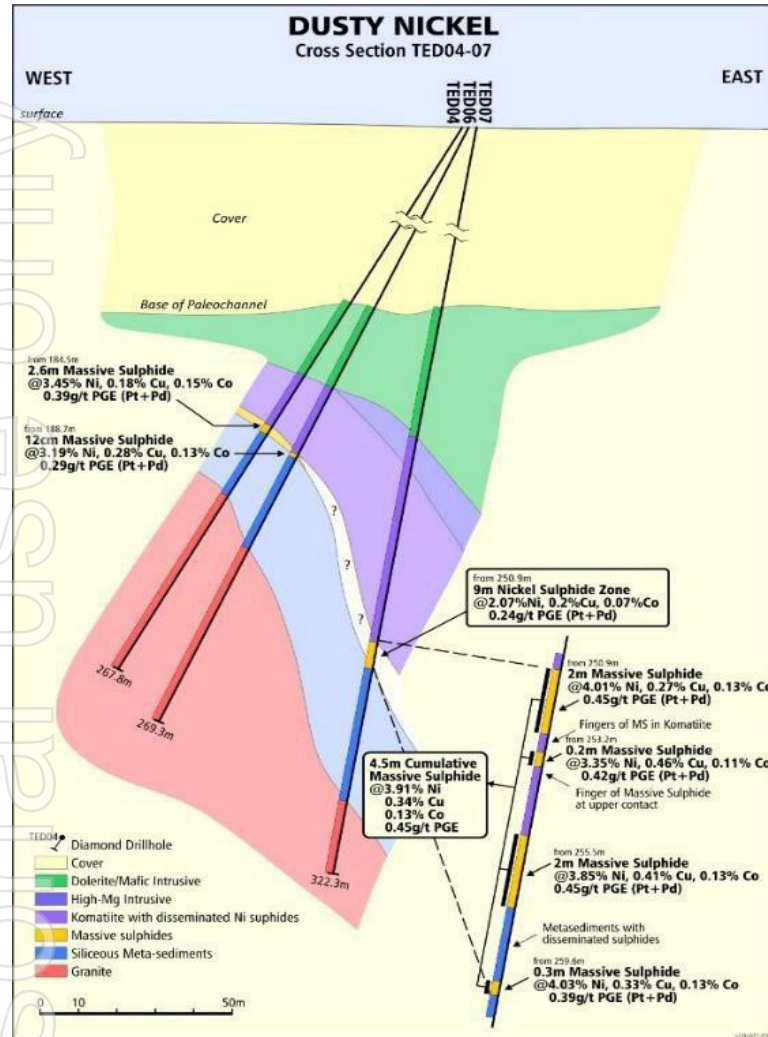 DUSTY NICKEL
Cross Section TED04-07
WEST
EAST
TED04
TED06
TED07
surface
Cover
Base of Paleochannel
from 184.5m
2.6m Massive Sulphide
@3.45% Ni, 0.18% Cu, 0.15% Co
0.39g/t PGE (Pt+Pd)
from 188.7m
12cm Massive Sulphide
@3.19% Ni, 0.28% Cu, 0.13% Co
0.29g/t PGE (Pt+Pd)
?
?
?
from 250.9m
9m Nickel Sulphide Zone
@2.07%Ni, 0.2%Cu, 0.07%Co
0.24g/t PGE (Pt+Pd)
267.8m
269.3m
322.3m
from 250.9m
2m Massive Sulphide
@4.01% Ni, 0.27% Cu, 0.13% Co
0.45g/t PGE (Pt+Pd)
Fingers of MS in Komatiite
from 253.2m
0.2m Massive Sulphide
@3.35% Ni, 0.46% Cu, 0.11% Co
0.42g/t PGE (Pt+Pd)
Finger of Massive Sulphide
at upper contact
4.5m Cumulative
Massive Sulphide
@3.91% Ni
0.34% Cu
0.13% Co
0.45g/t PGE
from 255.5m
2m Massive Sulphide
@3.85% Ni, 0.41% Cu, 0.13% Co
0.45g/t PGE (Pt+Pd)
Metasediments with
disseminated sulphides
from 259.6m
0.3m Massive Sulphide
@4.03% Ni, 0.33% Cu, 0.13% Co
0.39g/t PGE (Pt+Pd)
TED04
Diamond Drillhole
Cover
Dolerite/Mafic Intrusive
High-Mg Intrusive
Komatiite with disseminated Ni suphides
Massive sulphides
Siliceous Meta-sediments
Granite
0 10 50m